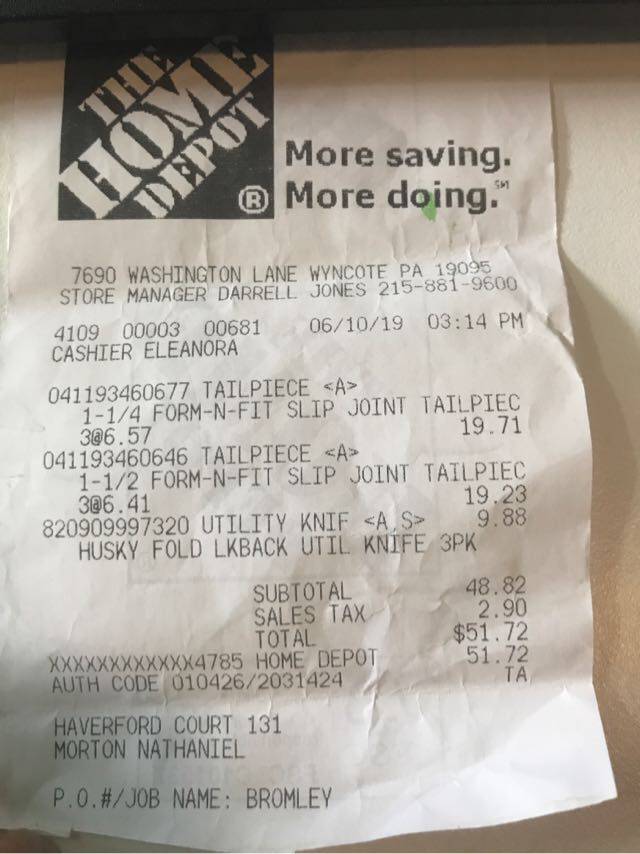 THE
HOME
DEPOT
®
More saving.
More doing.℠
7690 WASHINGTON LANE WYNCOTE PA 19095
STORE MANAGER DARRELL JONES 215-881-9600
4109 00003 00681 06/10/19 03:14 PM
CASHIER ELEANORA
041193460677 TAILPIECE <A>
1-1/4 FORM-N-FIT SLIP JOINT TAILPIEC
3@6.57 19.71
041193460646 TAILPIECE <A>
1-1/2 FORM-N-FIT SLIP JOINT TAILPIEC
3@6.41 19.23
820909997320 UTILITY KNIF <A,S> 9.88
HUSKY FOLD LKBACK UTIL KNIFE 3PK
SUBTOTAL 48.82
SALES TAX 2.90
TOTAL $51.72
XXXXXXXXXXXX4785 HOME DEPOT 51.72
AUTH CODE 010426/2031424 TA
HAVERFORD COURT 131
MORTON NATHANIEL
P.O.#/JOB NAME: BROMLEY